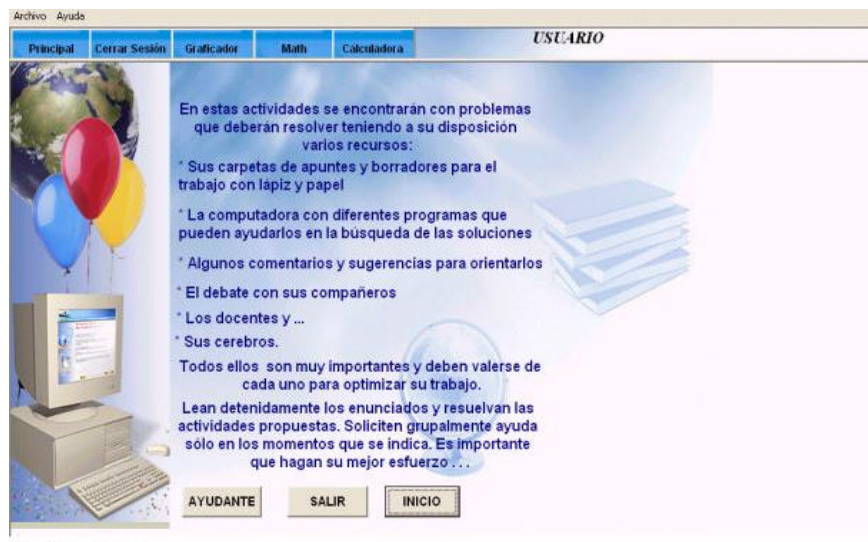 Archivo Ayuda
Principal Cerrar Sesión Graficador Math Calculadora USUARIO
En estas actividades se encontrarán con problemas
que deberán resolver teniendo a su disposición
varios recursos:
* Sus carpetas de apuntes y borradores para el
trabajo con lápiz y papel
* La computadora con diferentes programas que
pueden ayudarlos en la búsqueda de las soluciones
* Algunos comentarios y sugerencias para orientarlos
* El debate con sus compañeros
* Los docentes y ...
* Sus cerebros.
Todos ellos son muy importantes y deben valerse de
cada uno para optimizar su trabajo.
Lean detenidamente los enunciados y resuelvan las
actividades propuestas. Soliciten grupalmente ayuda
sólo en los momentos que se indica. Es importante
que hagan su mejor esfuerzo . . .
AYUDANTE SALIR INICIO